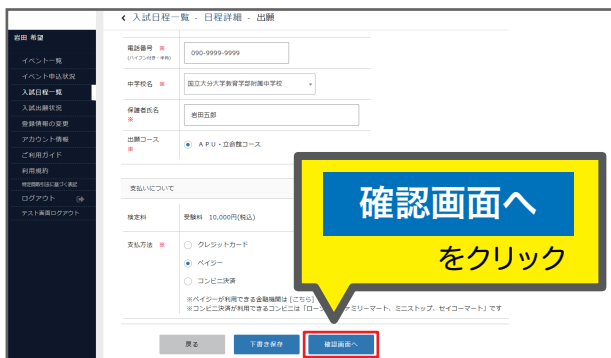 < 入試日程一覧 - 日程詳細 - 出願
岩田 希望
イベント一覧
イベント申込状況
入試日程一覧
入試出願状況
登録情報の変更
アカウント情報
ご利用ガイド
利用規約
特定商取引法に基づく表記
ログアウト
テスト画面ログアウト
電話番号 ※
(ハイフン付き・半角)
090-9999-9999
中学校名 ※
国立大分大学教育学部附属中学校
保護者氏名
※
岩田五郎
出願コース
※
APU・立命館コース
支払いについて
検定料
受験料 10,000円(税込)
支払方法 ※
クレジットカード
ペイジー
コンビニ決済
※ペイジーが利用できる金融機関は [こちら]
※コンビニ決済が利用できるコンビニは「ロー
ァミリーマート、ミニストップ、セイコーマート」です
戻る
下書き保存
確認画面へ
確認画面へ
をクリック